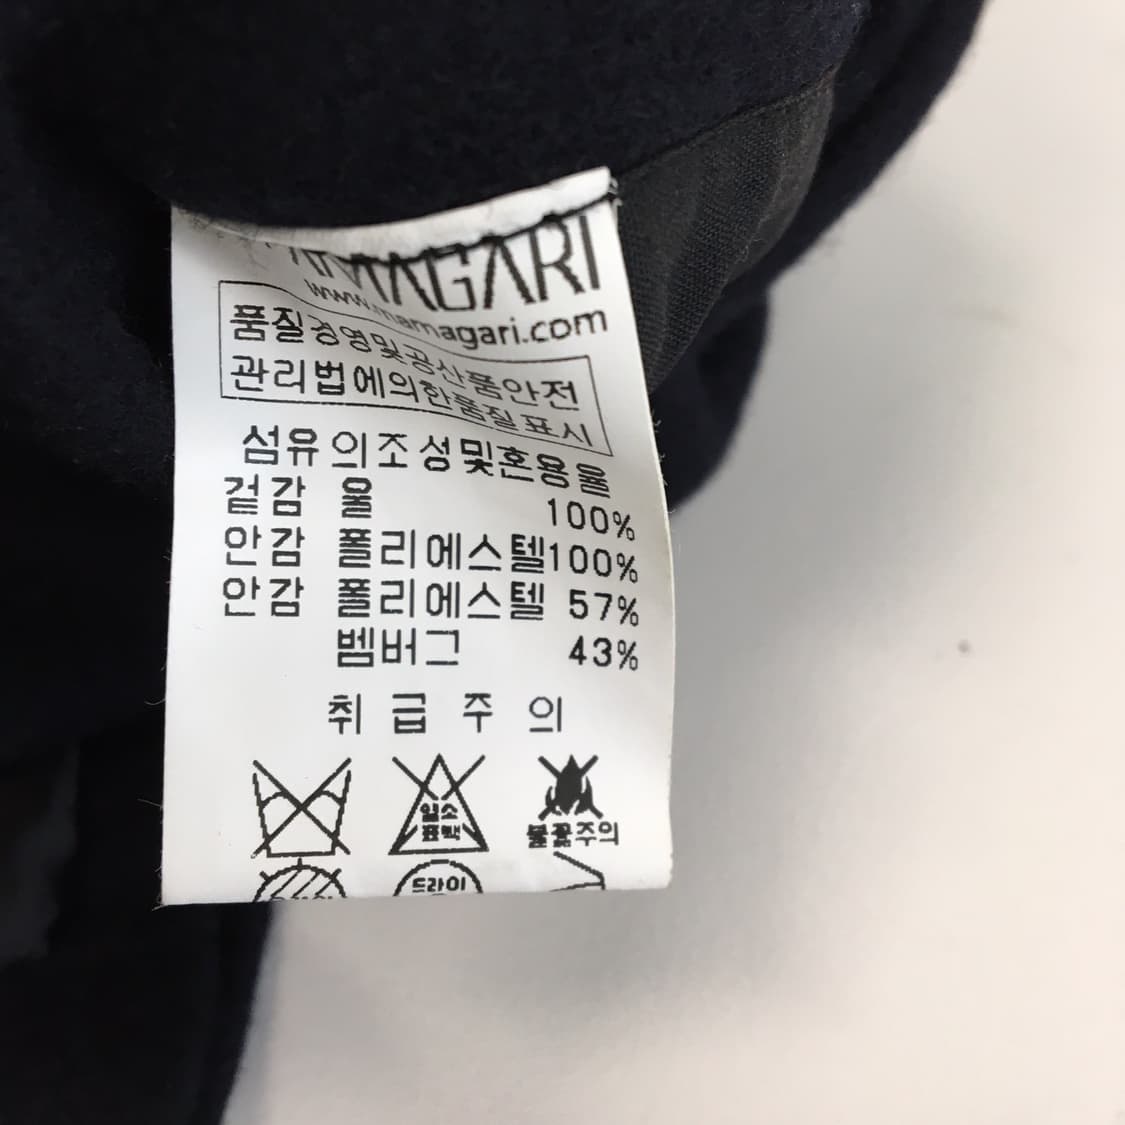 MAMAGARI
www.mamagari.com
품질경영및공산품안전
관리법에의한품질표시
섬유의조성및혼용율
겉감 울 100%
안감 폴리에스텔100%
안감 폴리에스텔 57%
벰버그 43%
취급주의
염소
표백
불꽃주의
드라이